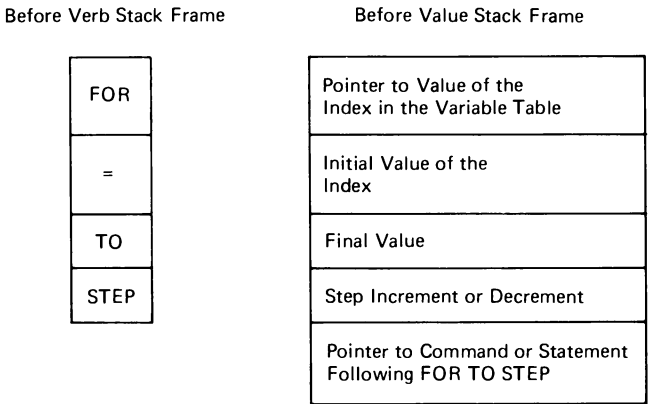 Before Verb Stack Frame
Before Value Stack Frame
FOR
=
TO
STEP
Pointer to Value of the
Index in the Variable Table
Initial Value of the
Index
Final Value
Step Increment or Decrement
Pointer to Command or Statement
Following FOR TO STEP